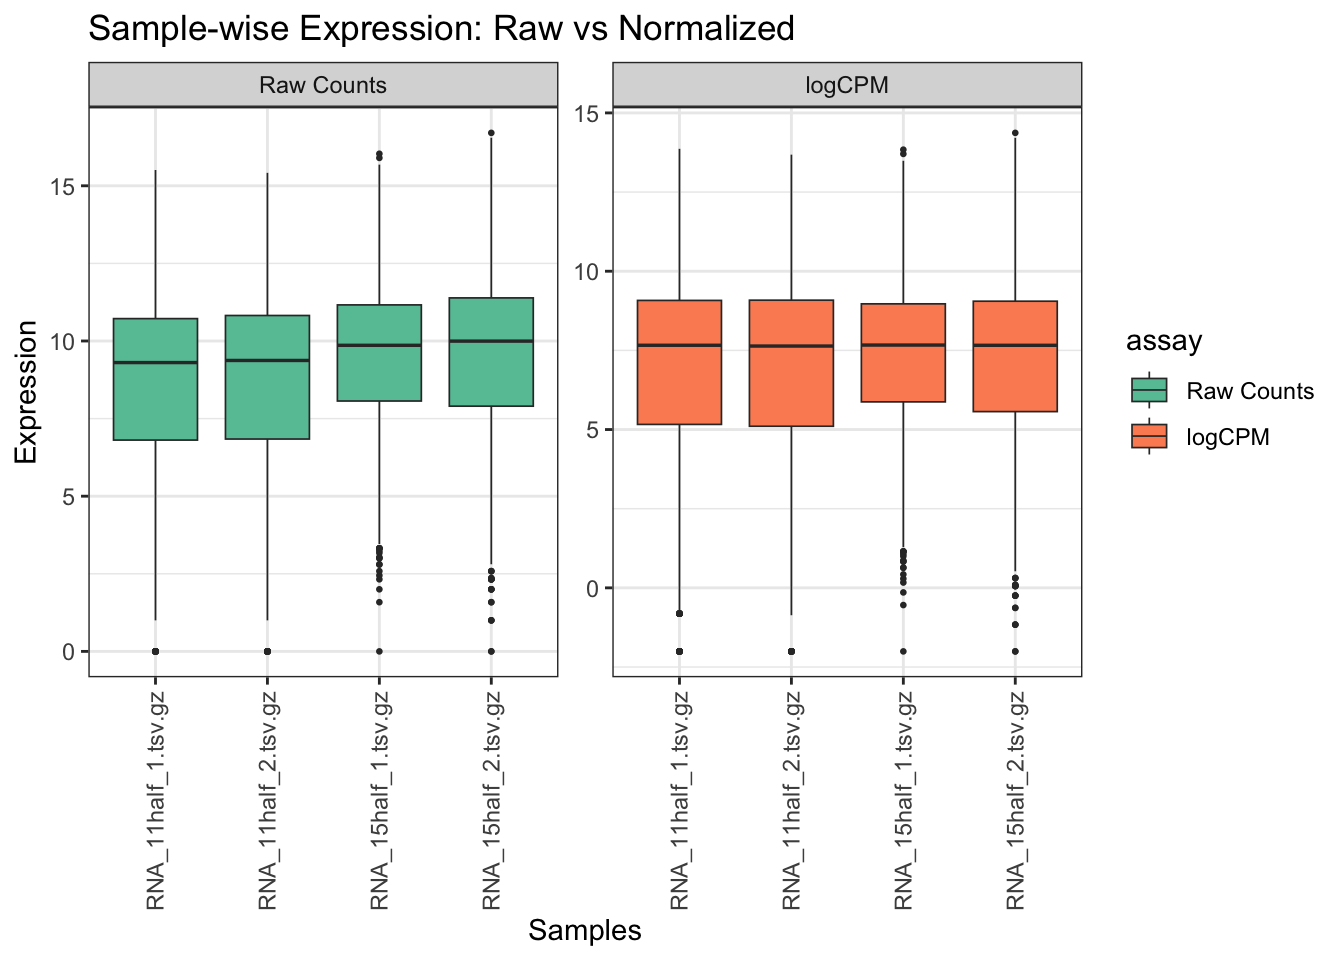 Sample-wise Expression: Raw vs Normalized
Raw Counts
logCPM
Expression
15
10
5
0
15
10
5
0
RNA_11half_1.tsv.gz
RNA_11half_2.tsv.gz
RNA_15half_1.tsv.gz
RNA_15half_2.tsv.gz
RNA_11half_1.tsv.gz
RNA_11half_2.tsv.gz
RNA_15half_1.tsv.gz
RNA_15half_2.tsv.gz
Samples
assay
Raw Counts
logCPM